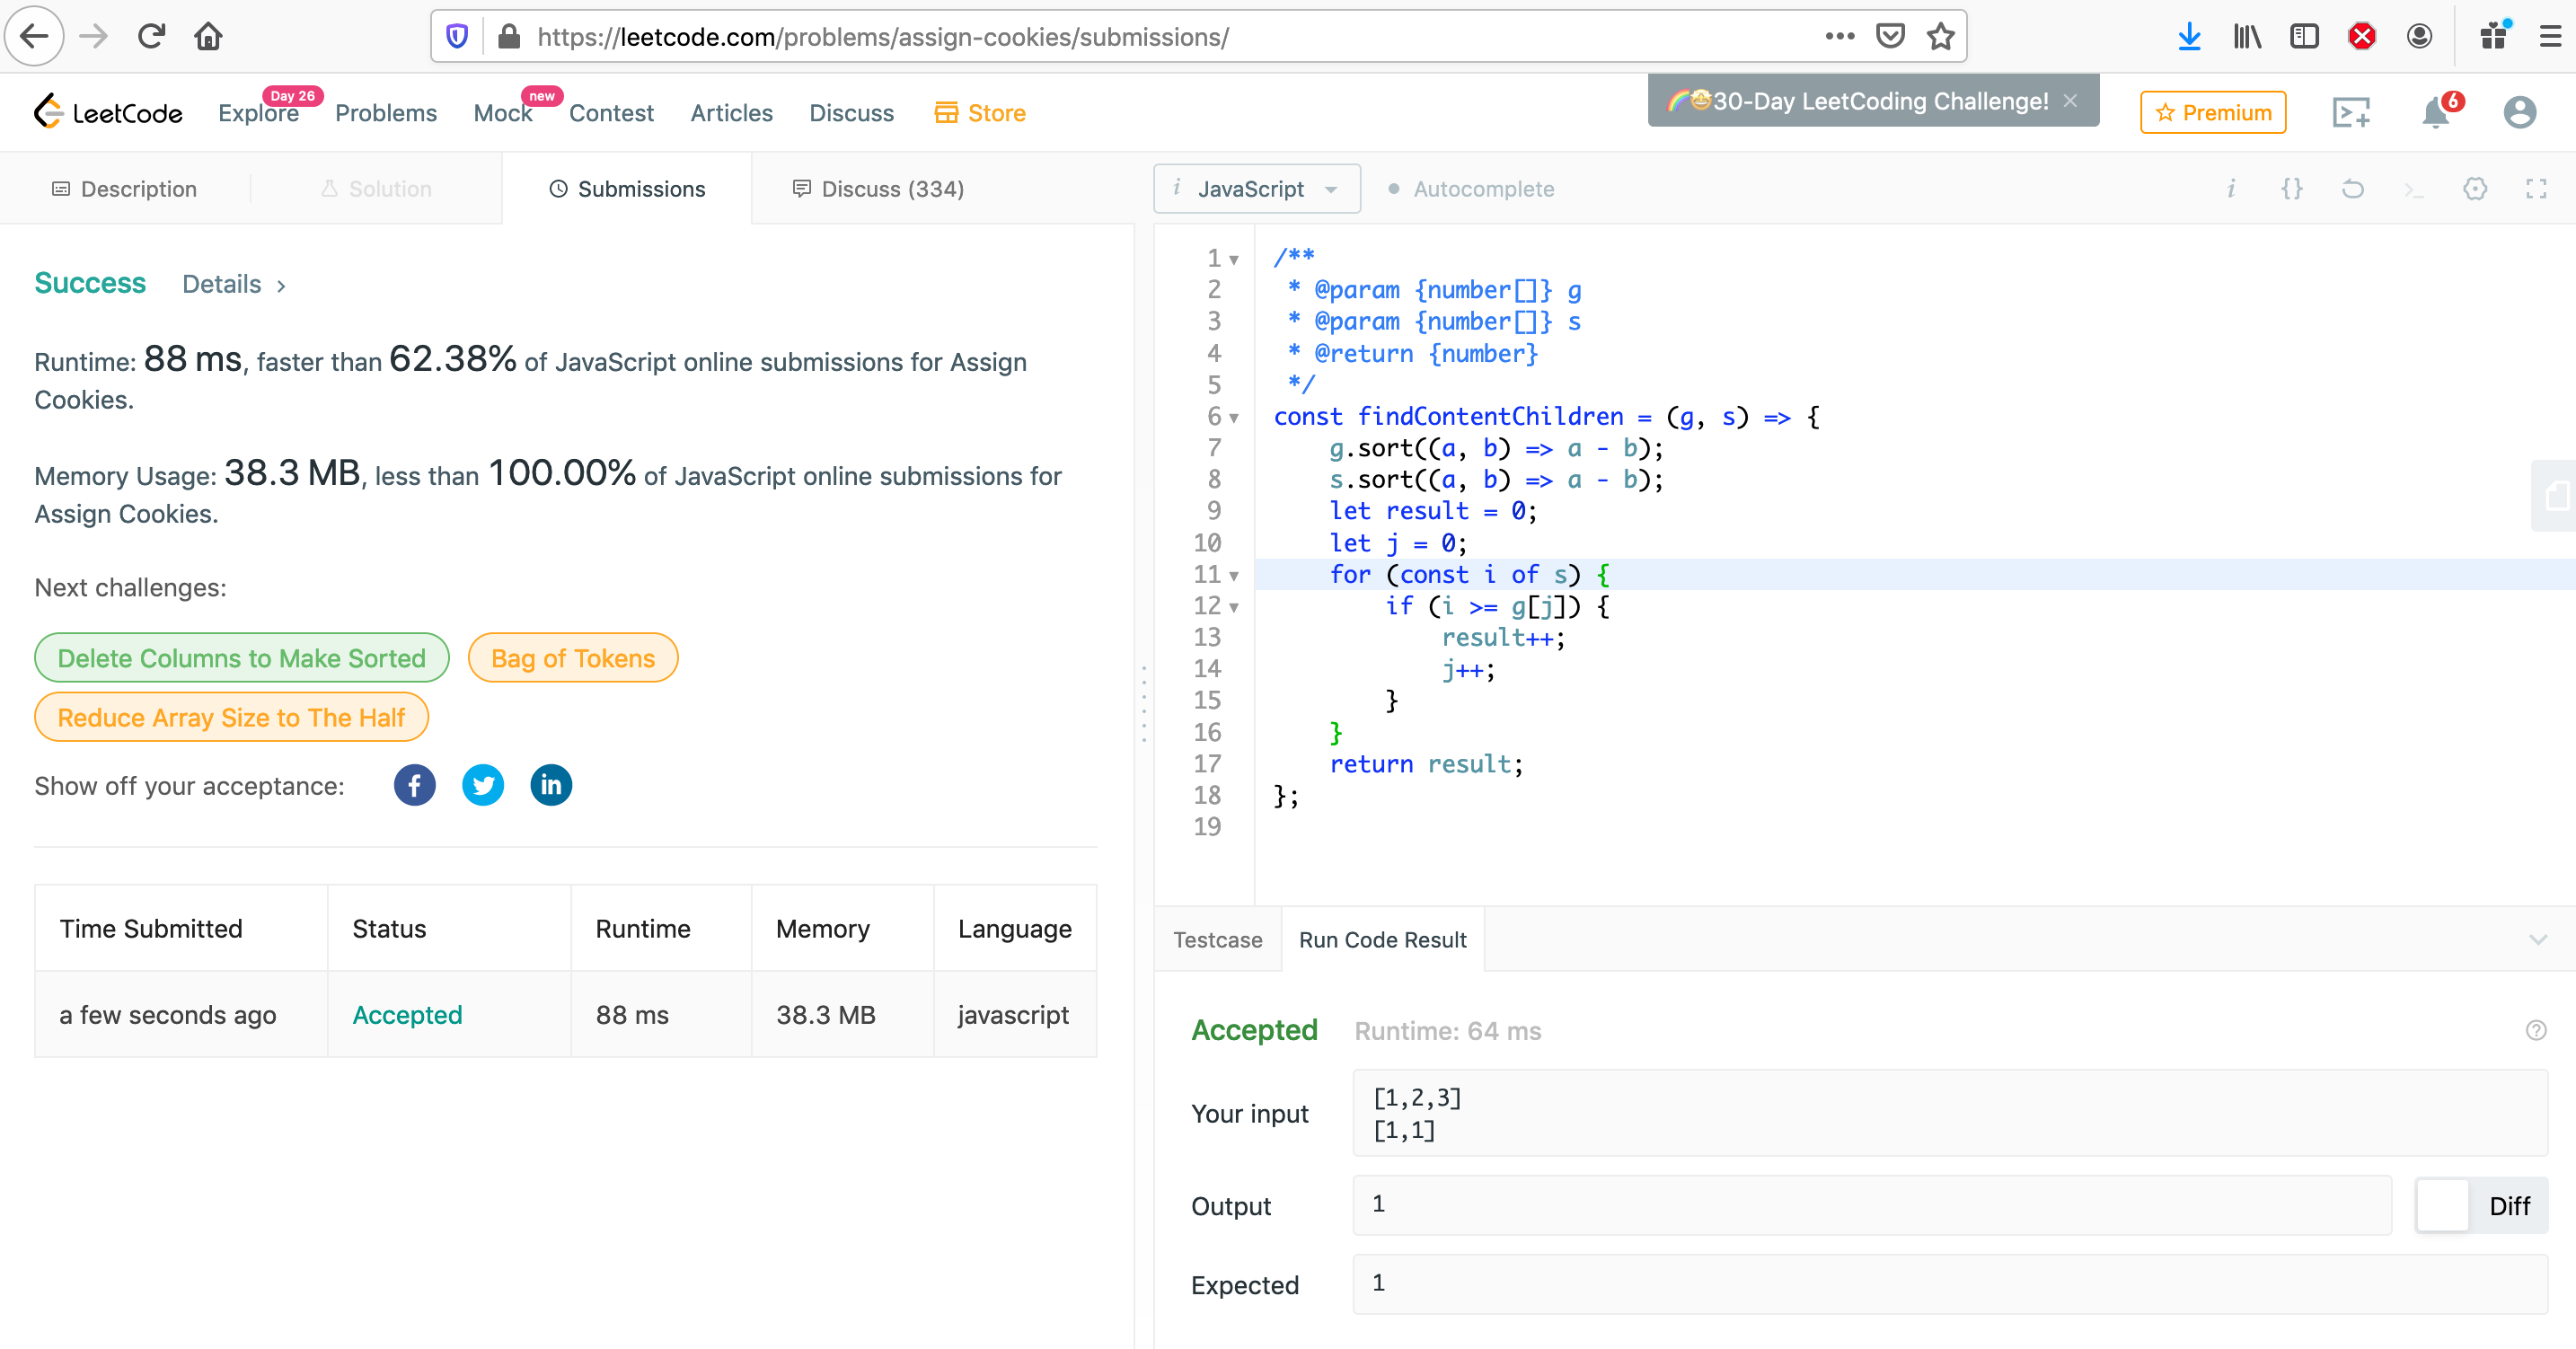 https://leetcode.com/problems/assign-cookies/submissions/
LeetCode
Explore
Day 26
Problems
Mock
new
Contest
Articles
Discuss
Store
30-Day LeetCoding Challenge!
Premium
6
Description
Solution
Submissions
Discuss (334)
Success
Details >
Runtime: 88 ms, faster than 62.38% of JavaScript online submissions for Assign
Cookies.
Memory Usage: 38.3 MB, less than 100.00% of JavaScript online submissions for
Assign Cookies.
Next challenges:
Delete Columns to Make Sorted
Bag of Tokens
Reduce Array Size to The Half
Show off your acceptance:
Time Submitted Status Runtime Memory Language
a few seconds ago Accepted 88 ms 38.3 MB javascript
i JavaScript
Autocomplete
1 /**
2  * @param {number[]} g
3  * @param {number[]} s
4  * @return {number}
5  */
6 const findContentChildren = (g, s) => {
7     g.sort((a, b) => a - b);
8     s.sort((a, b) => a - b);
9     let result = 0;
10     let j = 0;
11     for (const i of s) {
12         if (i >= g[j]) {
13             result++;
14             j++;
15         }
16     }
17     return result;
18 };
19
Testcase
Run Code Result
Accepted
Runtime: 64 ms
Your input
[1,2,3]
[1,1]
Output
1
Diff
Expected
1